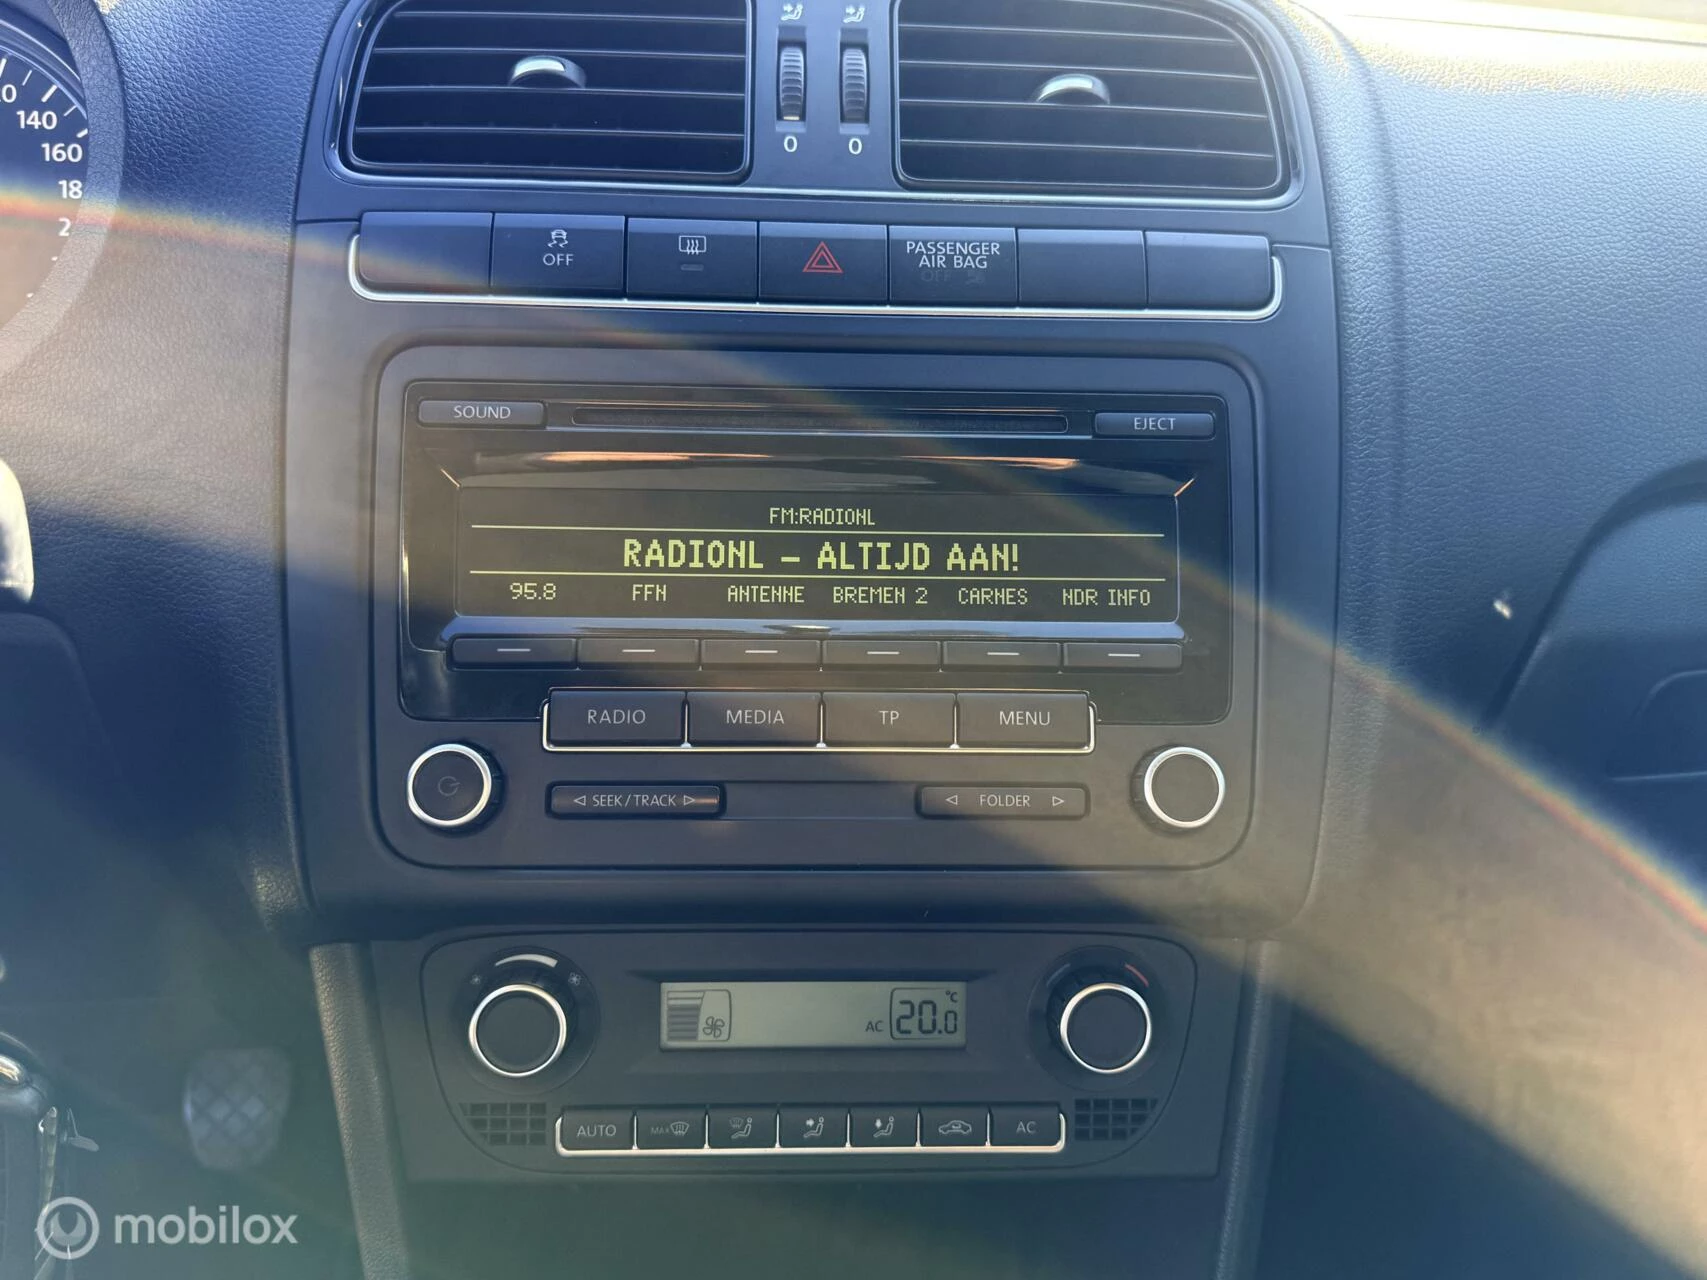 140
160
18
0 0
OFF
PASSENGER
AIR BAG
OFF
SOUND
EJECT
FM:RADIONL
RADIONL – ALTIJD AAN!
95.8 FFN ANTENNE BREMEN 2 CARNES NDR INFO
RADIO MEDIA TP MENU
◁ SEEK / TRACK ▷ ◁ FOLDER ▷
AC 20.0 °C
AUTO MAX AC
mobilox